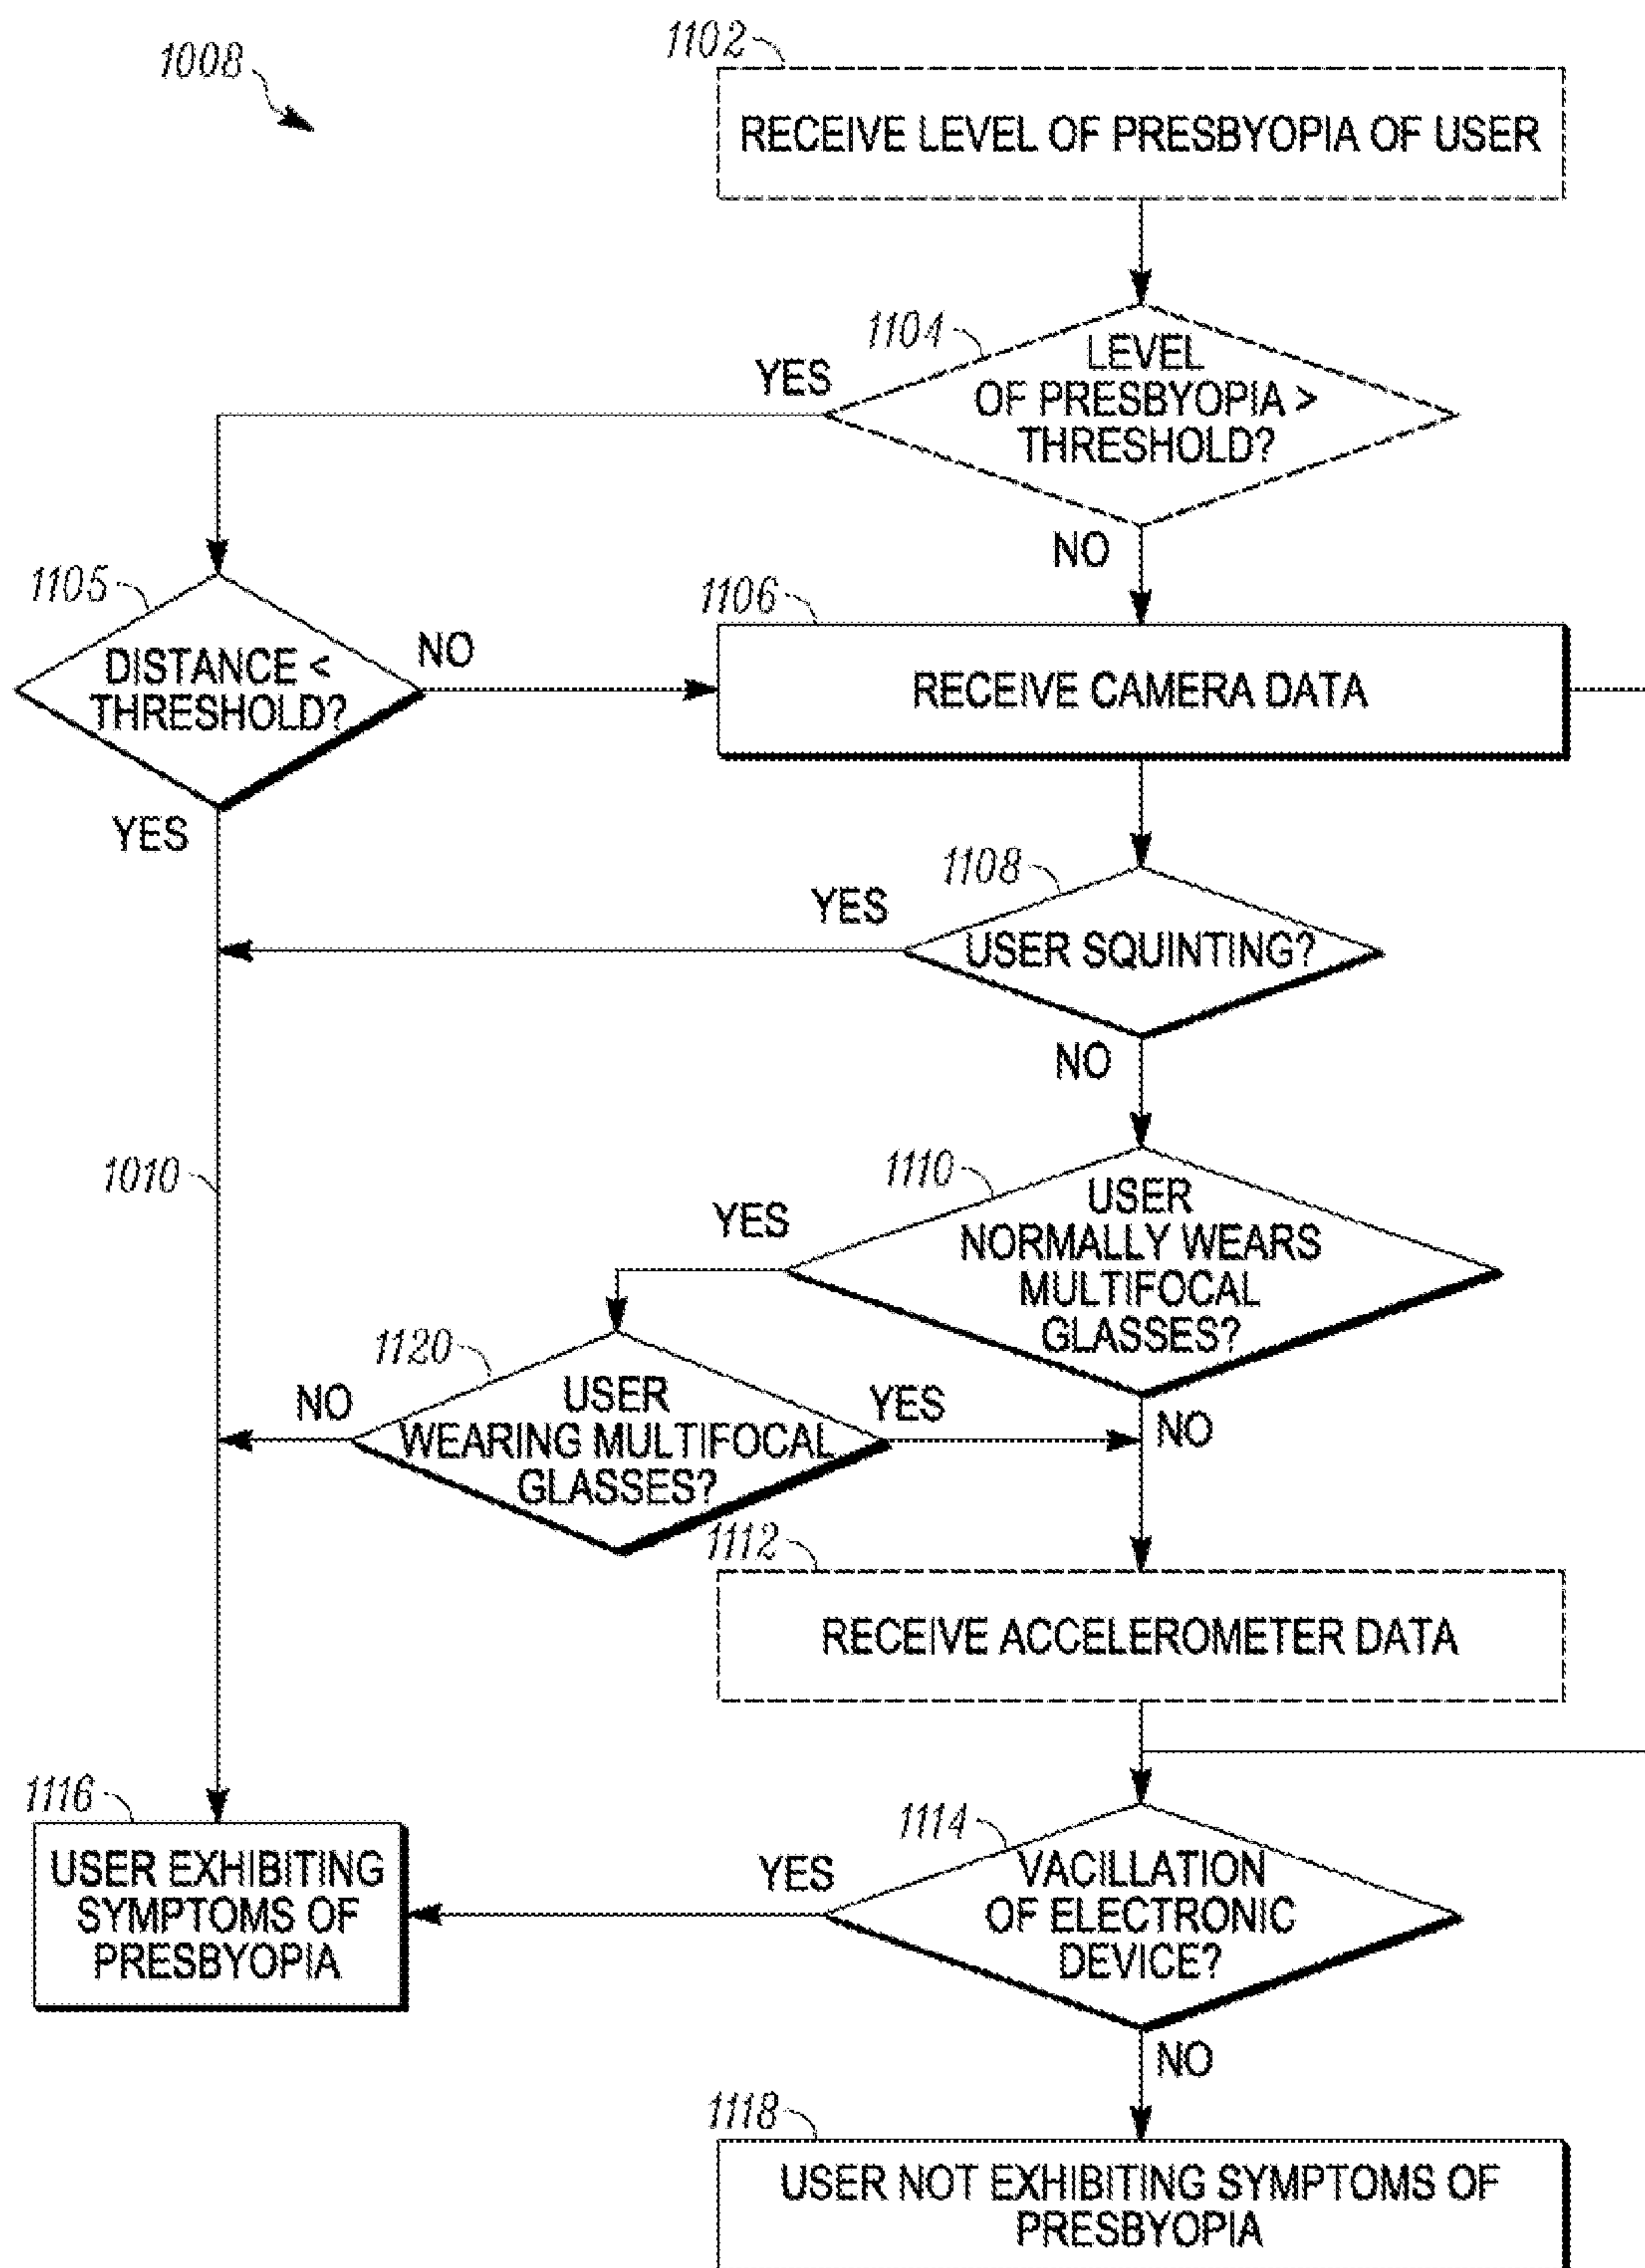 1008
1102
RECEIVE LEVEL OF PRESBYOPIA OF USER
1104
YES
LEVEL
OF PRESBYOPIA >
THRESHOLD?
NO
1105
DISTANCE <
THRESHOLD?
NO
YES
1106
RECEIVE CAMERA DATA
1108
YES
USER SQUINTING?
NO
1010
1110
YES
USER
NORMALLY WEARS
MULTIFOCAL
GLASSES?
NO
1120
NO
USER
WEARING MULTIFOCAL
GLASSES?
YES
1112
RECEIVE ACCELEROMETER DATA
1116
USER EXHIBITING
SYMPTOMS OF
PRESBYOPIA
1114
YES
VACILLATION
OF ELECTRONIC
DEVICE?
NO
1118
USER NOT EXHIBITING SYMPTOMS OF
PRESBYOPIA